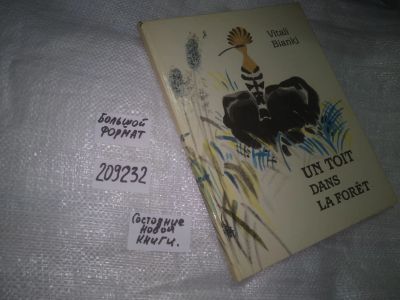 Vitali
Bianki
UN TOIT
DANS
LA FORÊT
БОЛЬШОЙ
ФОРМАТ
209232
Состояние
новой
книги.